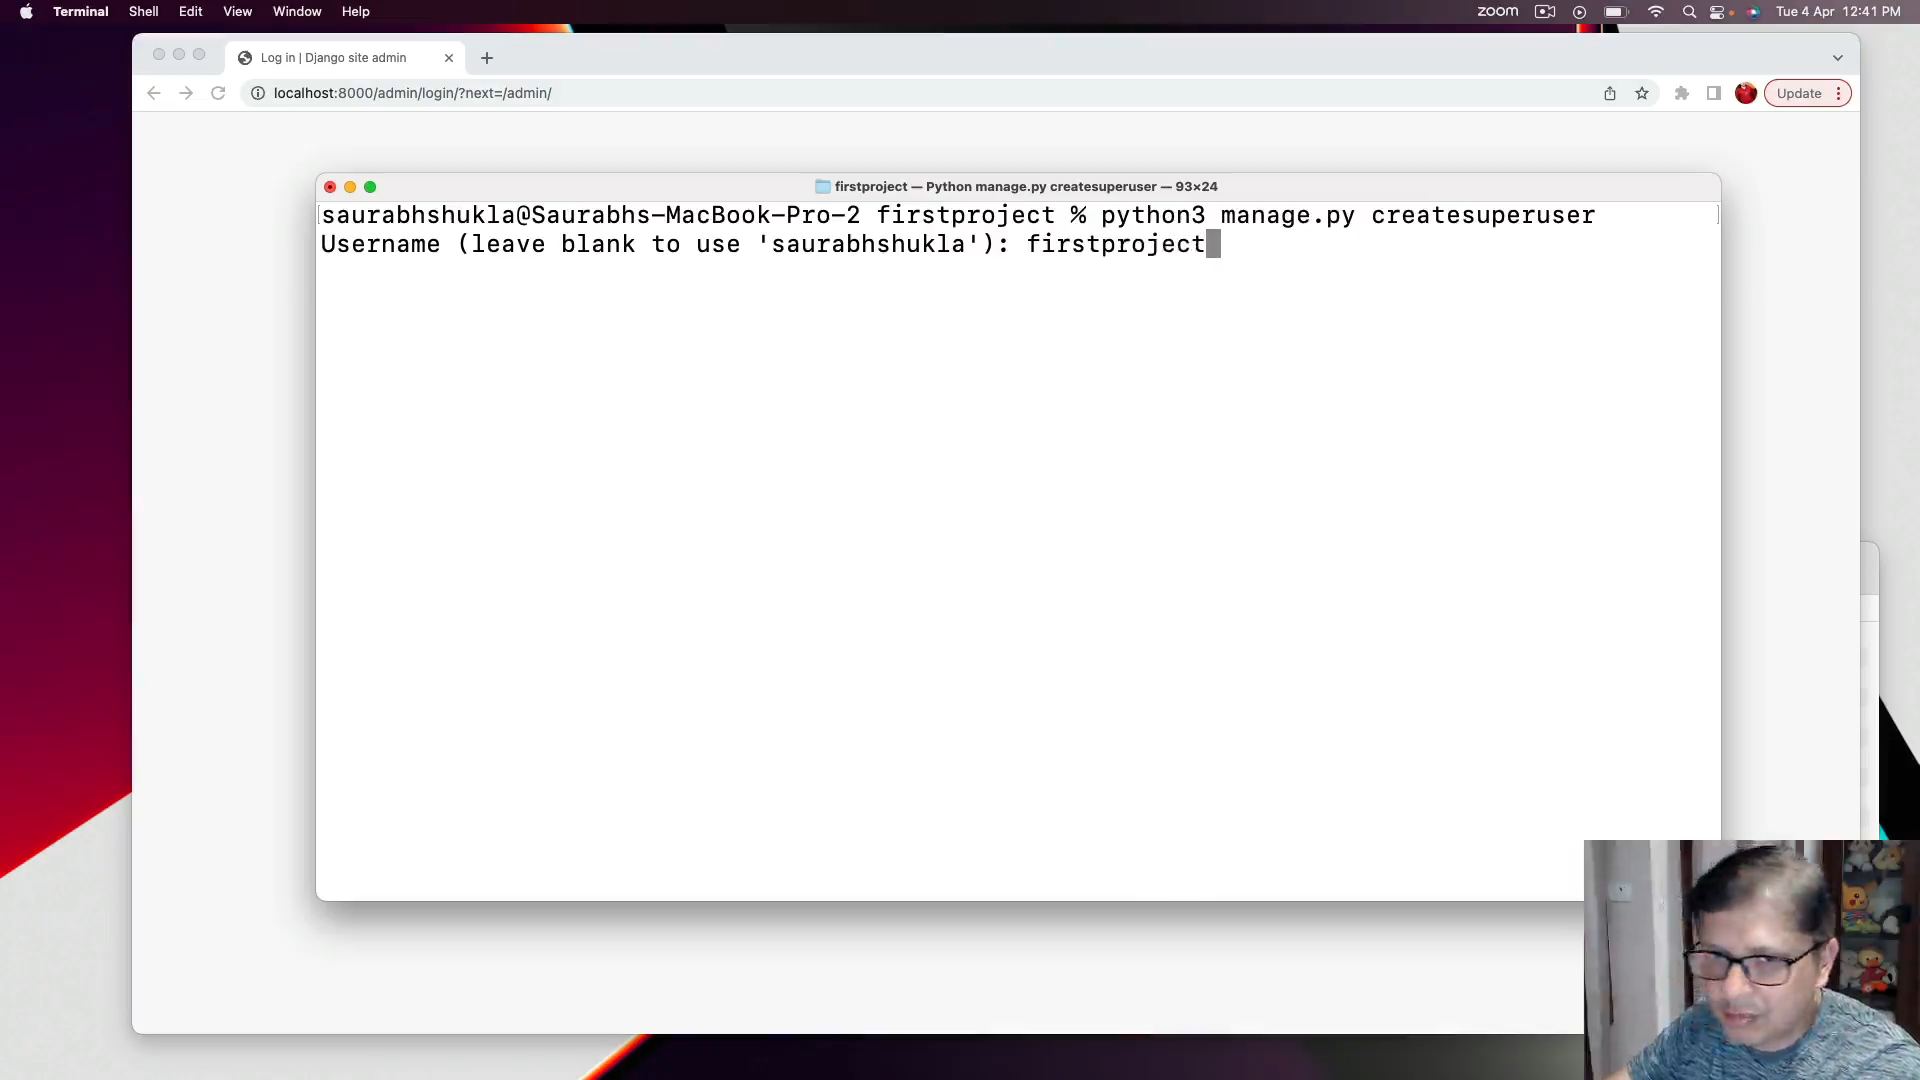 Terminal Shell Edit View Window Help zoom Tue 4 Apr 12:41 PM
Log in | Django site admin
localhost:8000/admin/login/?next=/admin/ Update
firstproject — Python manage.py createsuperuser — 93×24
saurabhshukla@Saurabhs-MacBook-Pro-2 firstproject % python3 manage.py createsuperuser
Username (leave blank to use 'saurabhshukla'): firstproject